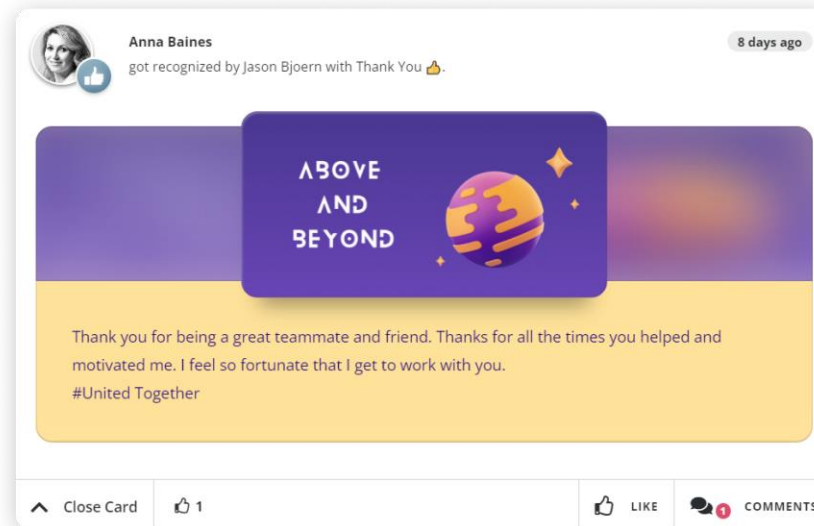 Anna Baines
8 days ago
got recognized by Jason Bjoern with Thank You 👍.
ABOVE
AND
BEYOND
Thank you for being a great teammate and friend. Thanks for all the times you helped and
motivated me. I feel so fortunate that I get to work with you.
#United Together
Close Card
1
LIKE
1
COMMENTS